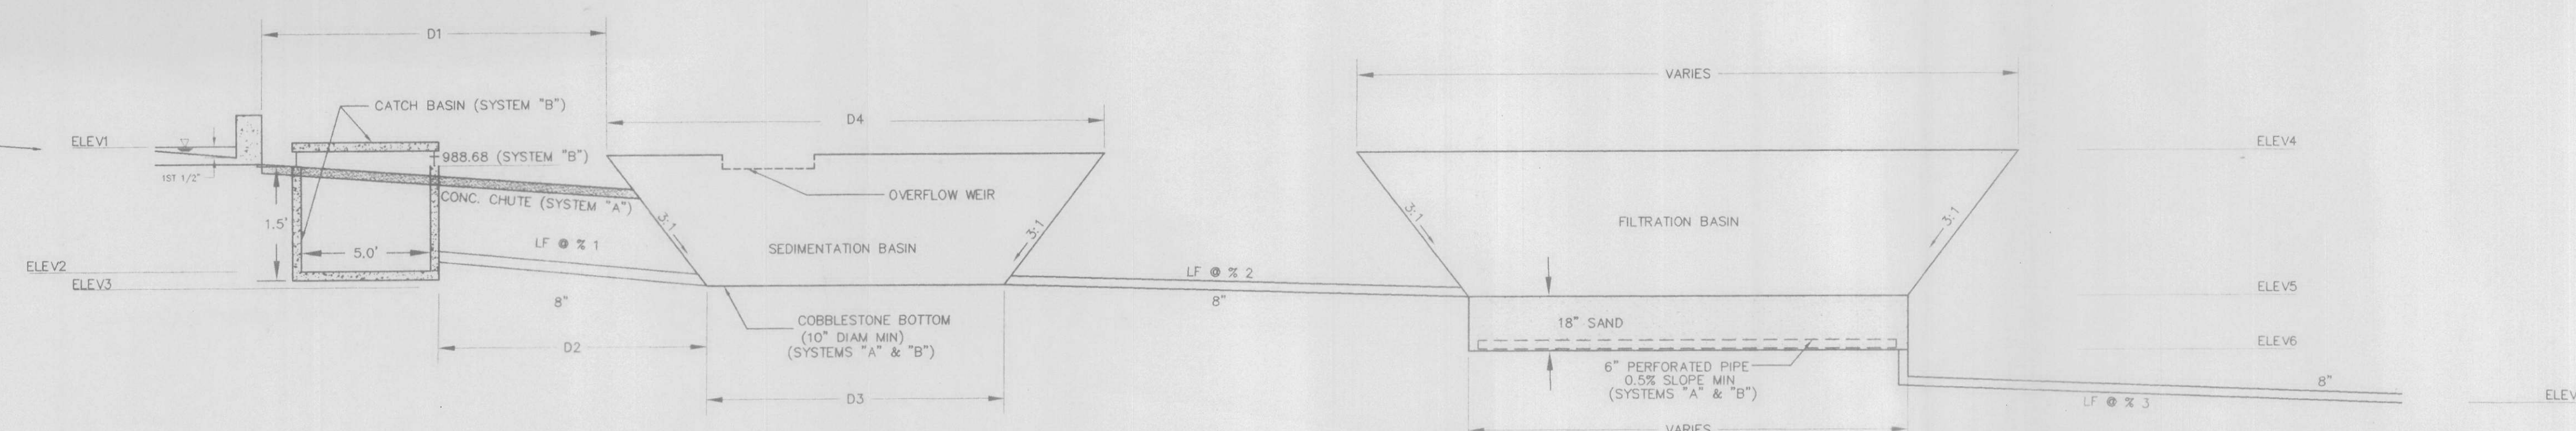 D1
VARIES
CATCH BASIN (SYSTEM "B")
D4
ELEV1
ELEV4
988.68 (SYSTEM "B")
1ST 1/2"
OVERFLOW WEIR
CONC. CHUTE (SYSTEM "A")
1.5'
3:1
3:1
3:1
3:1
FILTRATION BASIN
LF @ % 1
SEDIMENTATION BASIN
5.0'
ELEV2
LF @ % 2
ELEV3
ELEV5
8"
8"
COBBLESTONE BOTTOM
(10" DIAM MIN)
(SYSTEMS "A" & "B")
18" SAND
D2
ELEV6
6" PERFORATED PIPE
0.5% SLOPE MIN
(SYSTEMS "A" & "B")
8"
D3
LF @ % 3
VARIES